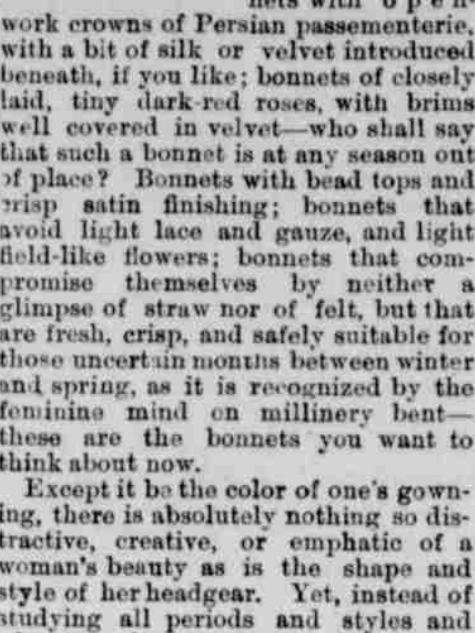 nets with open-
work crowns of Persian passementerie,
with a bit of silk or velvet introduced
beneath, if you like; bonnets of closely
laid, tiny dark-red roses, with brims
well covered in velvet—who shall say
that such a bonnet is at any season out
of place? Bonnets with bead tops and
crisp satin finishing; bonnets that
avoid light lace and gauze, and light
field-like flowers; bonnets that com-
promise themselves by neither a
glimpse of straw nor of felt, but that
are fresh, crisp, and safely suitable for
those uncertain months between winter
and spring, as it is recognized by the
feminine mind on millinery bent—
these are the bonnets you want to
think about now.
Except it be the color of one's gown-
ing, there is absolutely nothing so dis-
tractive, creative, or emphatic of a
woman's beauty as is the shape and
style of her headgear. Yet, instead of
studying all periods and styles and